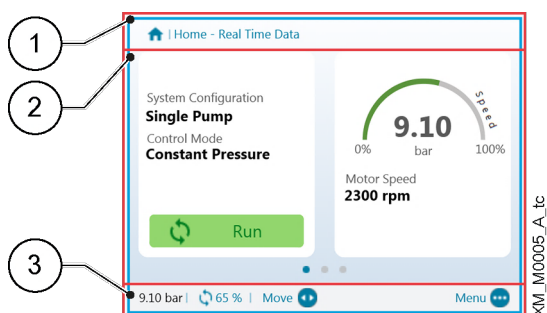 1
| Home - Real Time Data
2
System Configuration
Single Pump
Control Mode
Constant Pressure
Run
Speed
9.10
0% bar 100%
Motor Speed
2300 rpm
3
9.10 bar | 65 % | Move Menu
XM_M0005_A_tc